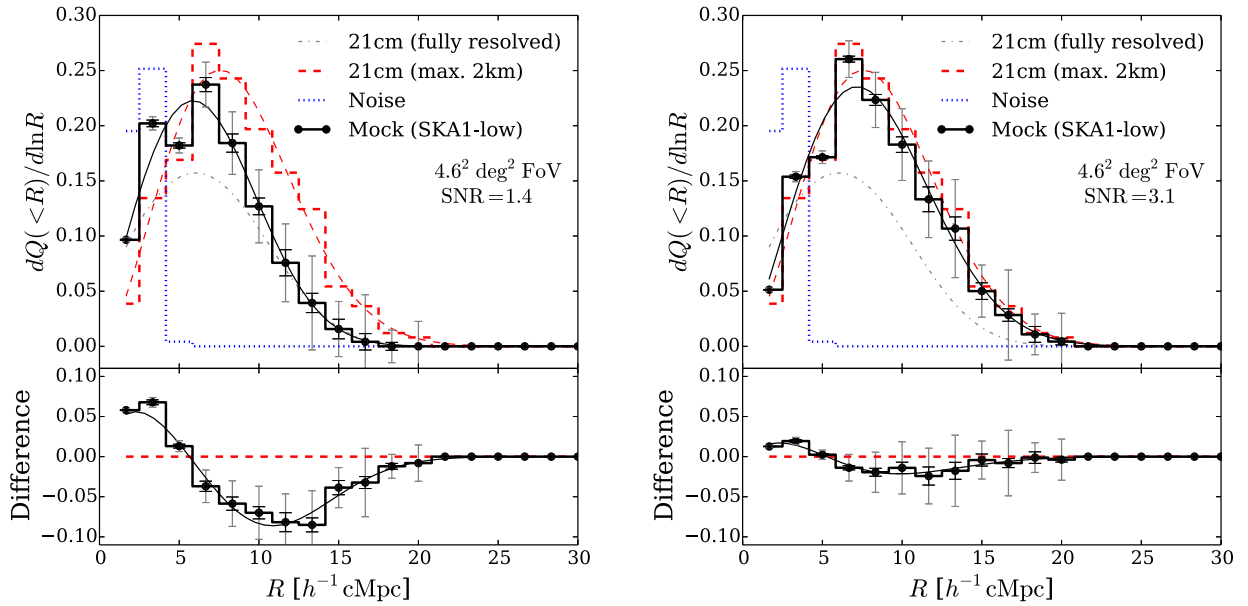 0.30
0.25
0.20
0.15
0.10
0.05
0.00
dQ(<R)/dlnR
21cm (fully resolved)
21cm (max. 2km)
Noise
Mock (SKA1-low)
4.6² deg² FoV
SNR=1.4
0.10
0.05
0.00
−0.05
−0.10
Difference
0 5 10 15 20 25 30
R [h⁻¹ cMpc]
0.30
0.25
0.20
0.15
0.10
0.05
0.00
dQ(<R)/dlnR
21cm (fully resolved)
21cm (max. 2km)
Noise
Mock (SKA1-low)
4.6² deg² FoV
SNR=3.1
0.10
0.05
0.00
−0.05
−0.10
Difference
0 5 10 15 20 25 30
R [h⁻¹ cMpc]